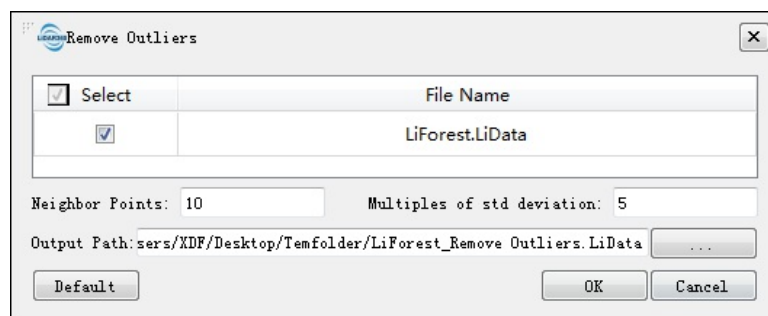 LiDAR360
Remove Outliers
Select File Name
LiForest.LiData
Neighbor Points: 10 Multiples of std deviation: 5
Output Path: sers/XDF/Desktop/Temfolder/LiForest_Remove Outliers.LiData ...
Default OK Cancel